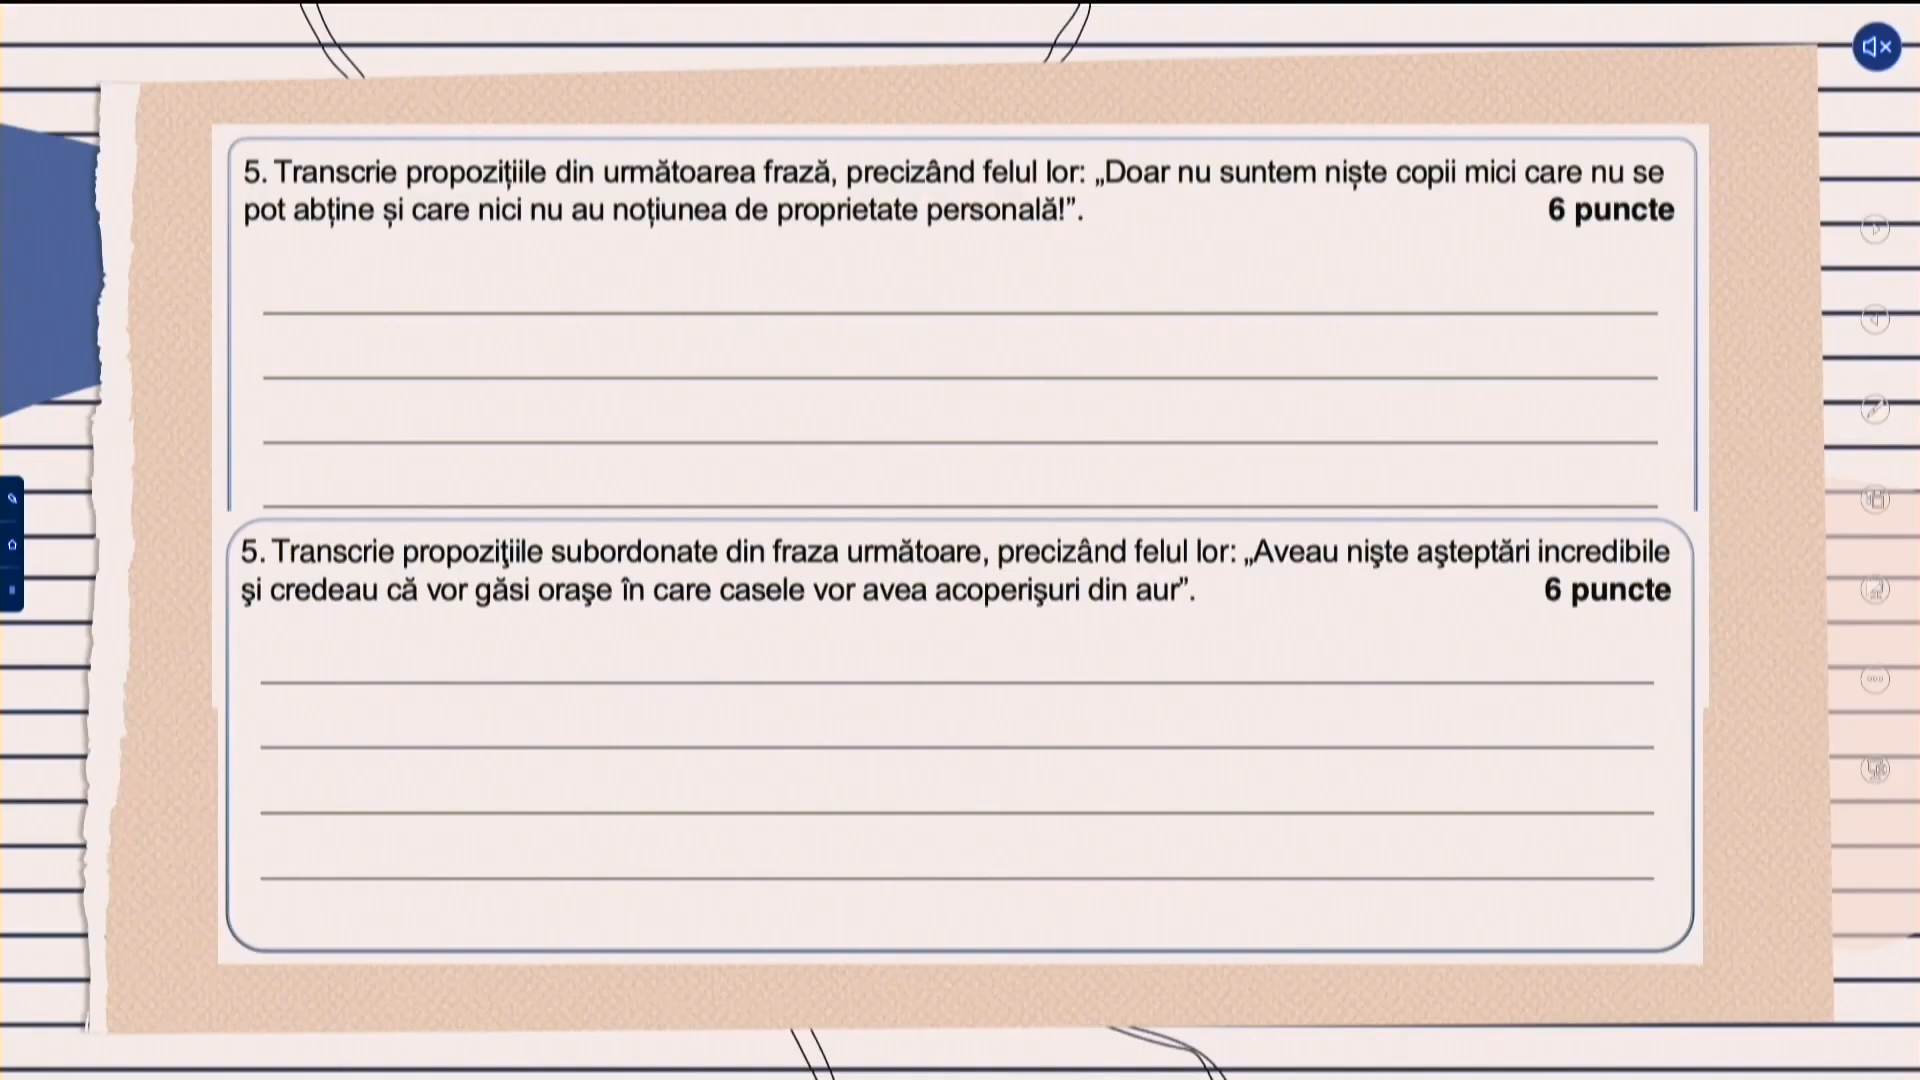 5. Transcrie propozițiile din următoarea frază, precizând felul lor: „Doar nu suntem niște copii mici care nu se
pot abține și care nici nu au noțiunea de proprietate personală!”. 6 puncte
5. Transcrie propoziţiile subordonate din fraza următoare, precizând felul lor: „Aveau nişte aşteptări incredibile
şi credeau că vor găsi oraşe în care casele vor avea acoperişuri din aur”. 6 puncte